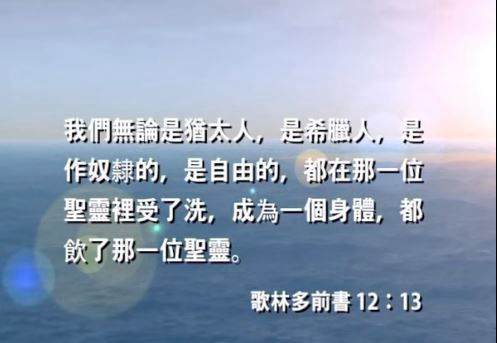 我們無論是猶太人，是希臘人，是
作奴隸的，是自由的，都在那一位
聖靈裡受了洗，成為一個身體，都
飲了那一位聖靈。
歌林多前書 12：13